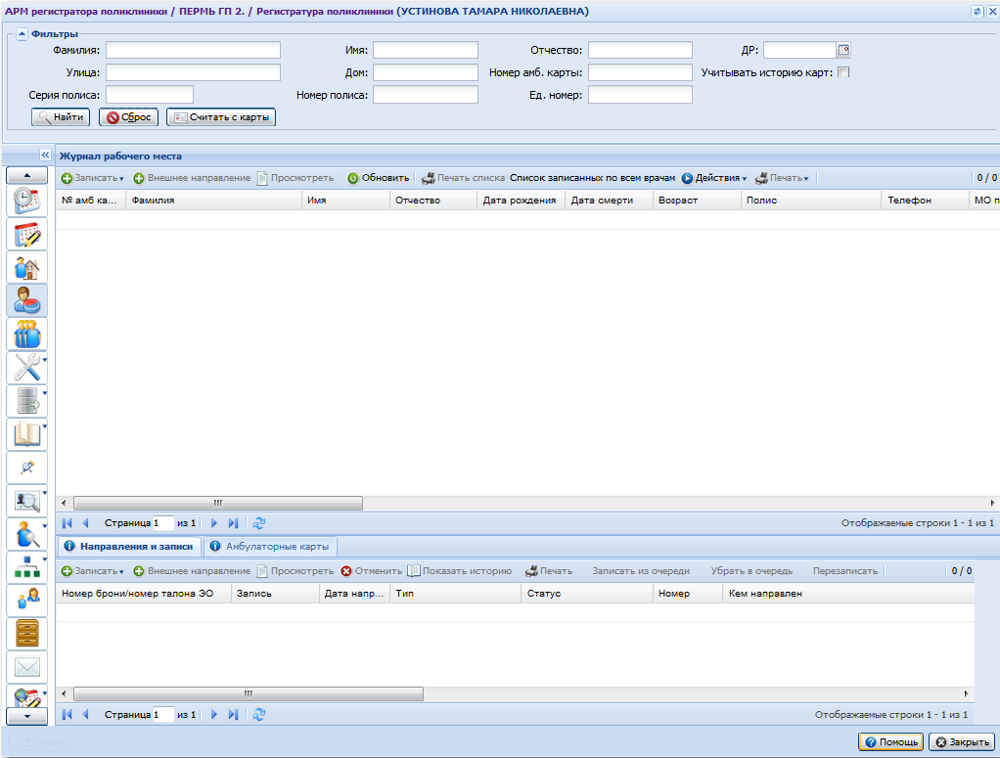 АРМ регистратора поликлиники / ПЕРМЬ ГП 2. / Регистратура поликлиники (УСТИНОВА ТАМАРА НИКОЛАЕВНА)
Фильтры
Фамилия: Имя: Отчество: ДР:
Улица: Дом: Номер амб. карты: Учитывать историю карт:
Серия полиса: Номер полиса: Ед. номер:
Найти Сброс Считать с карты
Журнал рабочего места
Записать Внешнее направление Просмотреть Обновить Печать списка Список записанных по всем врачам Действия Печать 0 / 0
№ амб ка... Фамилия Имя Отчество Дата рождения Дата смерти Возраст Полис Телефон МО п
Страница 1 из 1 Отображаемые строки 1 - 1 из 1
Направления и записи Амбулаторные карты
Записать Внешнее направление Просмотреть Отменить Показать историю Печать Записать из очереди Убрать в очередь Перезаписать 0 / 0
Номер брони/номер талона ЭО Запись Дата напр... Тип Статус Номер Кем направлен
Страница 1 из 1 Отображаемые строки 1 - 1 из 1
Помощь Закрыть